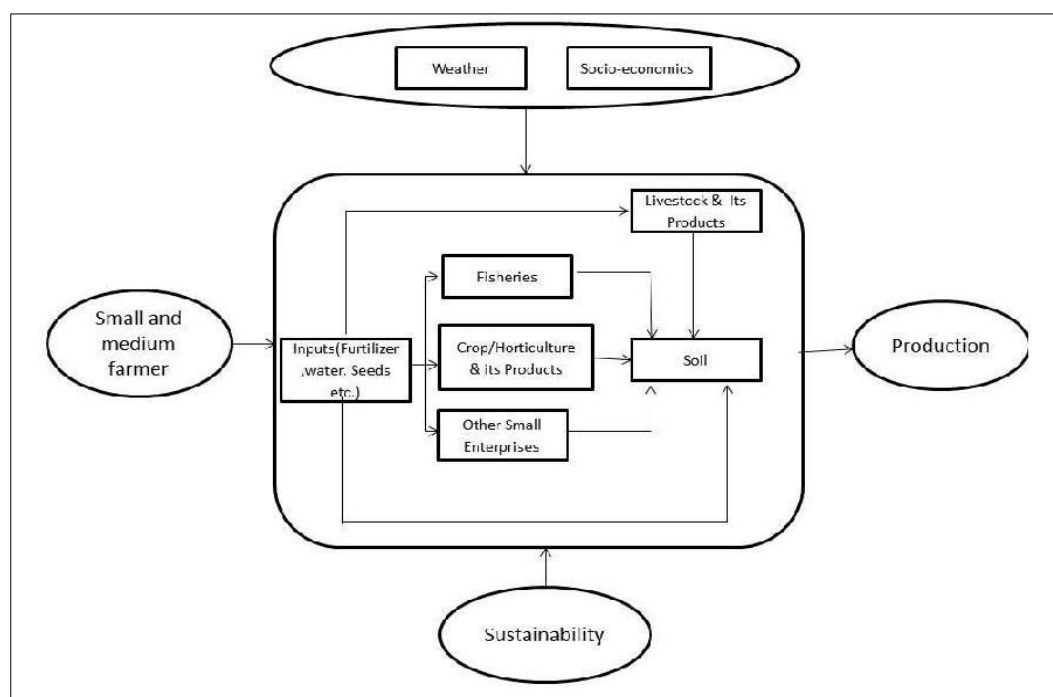 Weather
Socio-economics
Livestock & Its
Products
Fisheries
Small and
medium
farmer
Inputs(Furtilizer
,water. Seeds
etc.)
Crop/Horticulture
& its Products
Soil
Production
Other Small
Enterprises
Sustainability